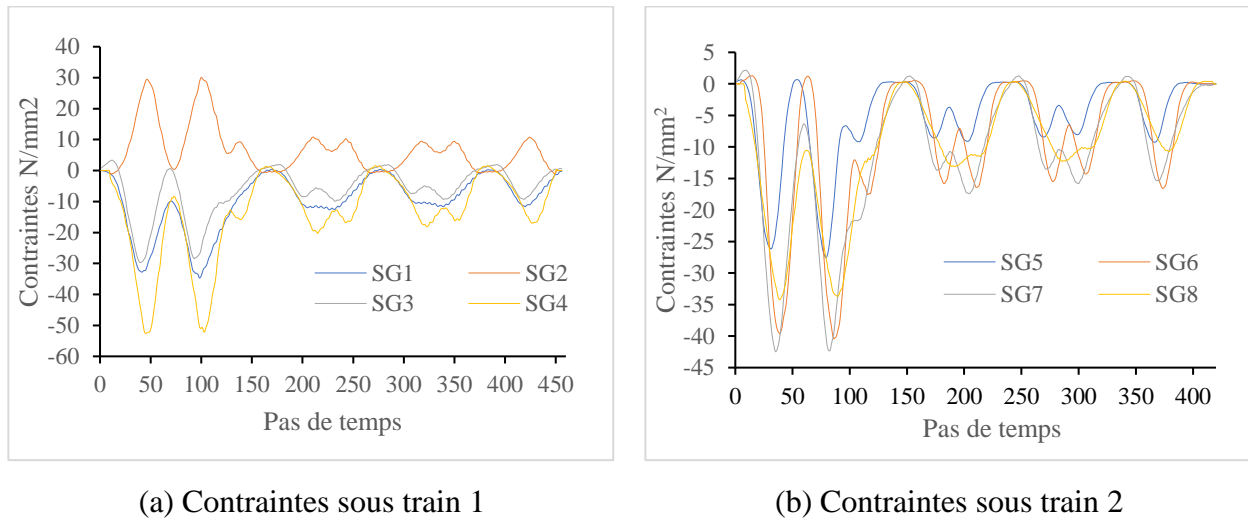 40
30
20
10
0
-10
-20
-30
-40
-50
-60
Contraintes N/mm2
0 50 100 150 200 250 300 350 400 450
Pas de temps
SG1 SG2
SG3 SG4
5
0
-5
-10
-15
-20
-25
-30
-35
-40
-45
Contraintes N/mm²
0 50 100 150 200 250 300 350 400
Pas de temps
SG5 SG6
SG7 SG8
(a) Contraintes sous train 1
(b) Contraintes sous train 2